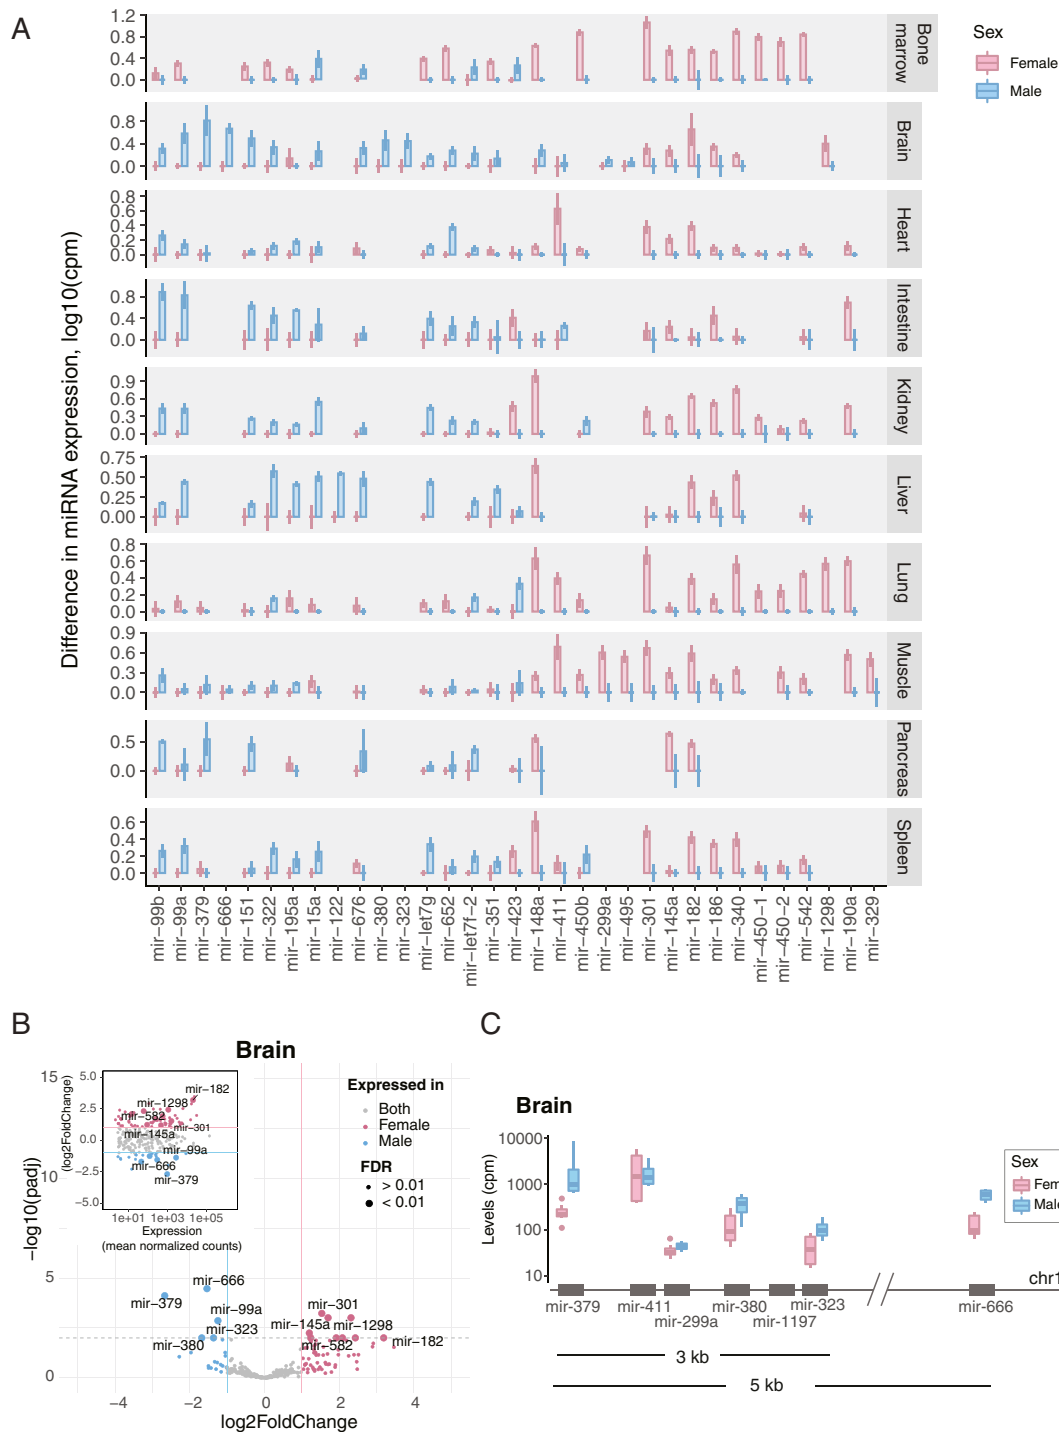 A
Difference in miRNA expression, log10(cpm)
1.2
0.8
0.4
0.0
Bone
marrow
Sex
Female
Male
0.8
0.4
0.0
Brain
0.8
0.6
0.4
0.2
0.0
Heart
0.8
0.4
0.0
Intestine
0.9
0.6
0.3
0.0
Kidney
0.75
0.50
0.25
0.00
Liver
0.8
0.6
0.4
0.2
0.0
Lung
0.9
0.6
0.3
0.0
Muscle
0.5
0.0
Pancreas
0.6
0.4
0.2
0.0
Spleen
mir-99b
mir-99a
mir-379
mir-666
mir-151
mir-322
mir-195a
mir-15a
mir-122
mir-676
mir-380
mir-323
mir-let7g
mir-652
mir-let7f-2
mir-351
mir-423
mir-148a
mir-411
mir-450b
mir-299a
mir-495
mir-301
mir-145a
mir-182
mir-186
mir-340
mir-450-1
mir-450-2
mir-542
mir-1298
mir-190a
mir-329
B
Brain
-log10(padj)
15
10
5
0
(log2FoldChange)
5.0
2.5
0.0
-2.5
-5.0
mir-182
mir-1298
mir-582
mir-301
mir-145a
mir-99a
mir-666
mir-379
1e+01 1e+03 1e+05
Expression
(mean normalized counts)
Expressed in
Both
Female
Male
FDR
> 0.01
< 0.01
mir-666
mir-379
mir-99a
mir-323
mir-380
mir-301
mir-145a
mir-1298
mir-582
mir-182
-4 -2 0 2 4
log2FoldChange
C
Brain
Levels (cpm)
10000
1000
100
10
Sex
Fem
Male
chr1
mir-379 mir-411 mir-380 mir-323 mir-666
mir-299a mir-1197
3 kb
5 kb